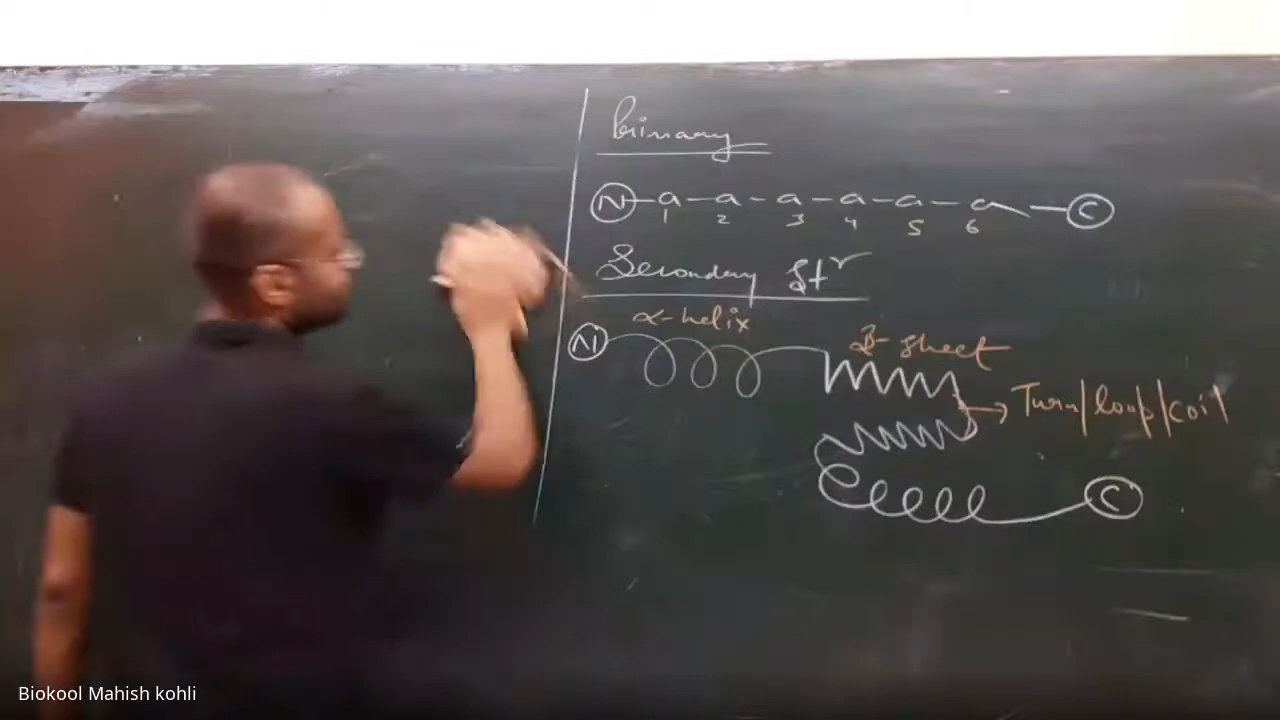 Primary
N-a-a-a-a-a-a-C
1 2 3 4 5 6
Secondary Str
α-helix
N
β-sheet
Turn/loop/coil
C
Biokool Mahish kohli